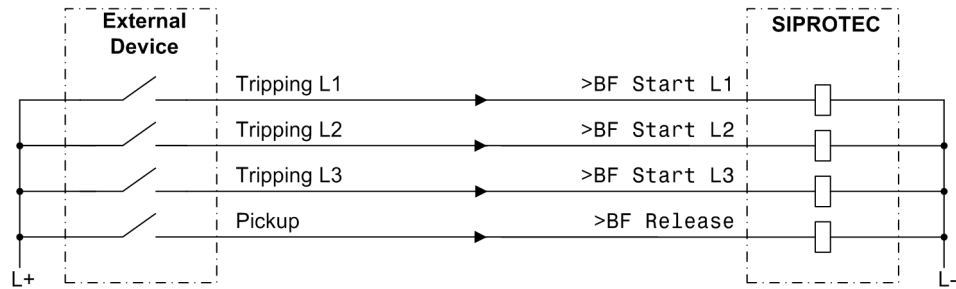 External
Device
SIPROTEC
Tripping L1
>BF Start L1
Tripping L2
>BF Start L2
Tripping L3
>BF Start L3
Pickup
>BF Release
L+
L-